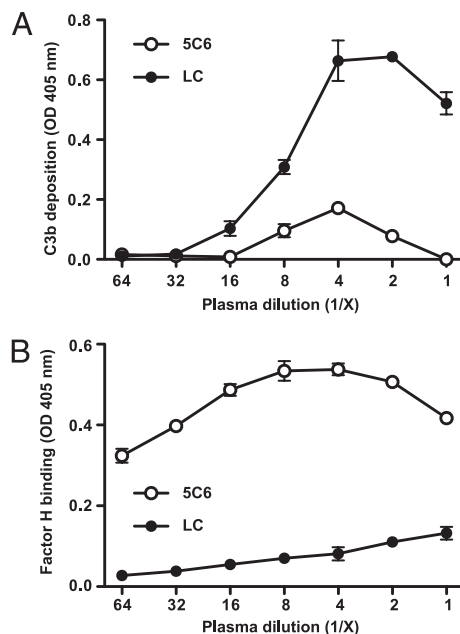 A
C3b deposition (OD 405 nm)
0.8
0.6
0.4
0.2
0.0
5C6
LC
64 32 16 8 4 2 1
Plasma dilution (1/X)
B
Factor H binding (OD 405 nm)
0.6
0.4
0.2
0.0
5C6
LC
64 32 16 8 4 2 1
Plasma dilution (1/X)